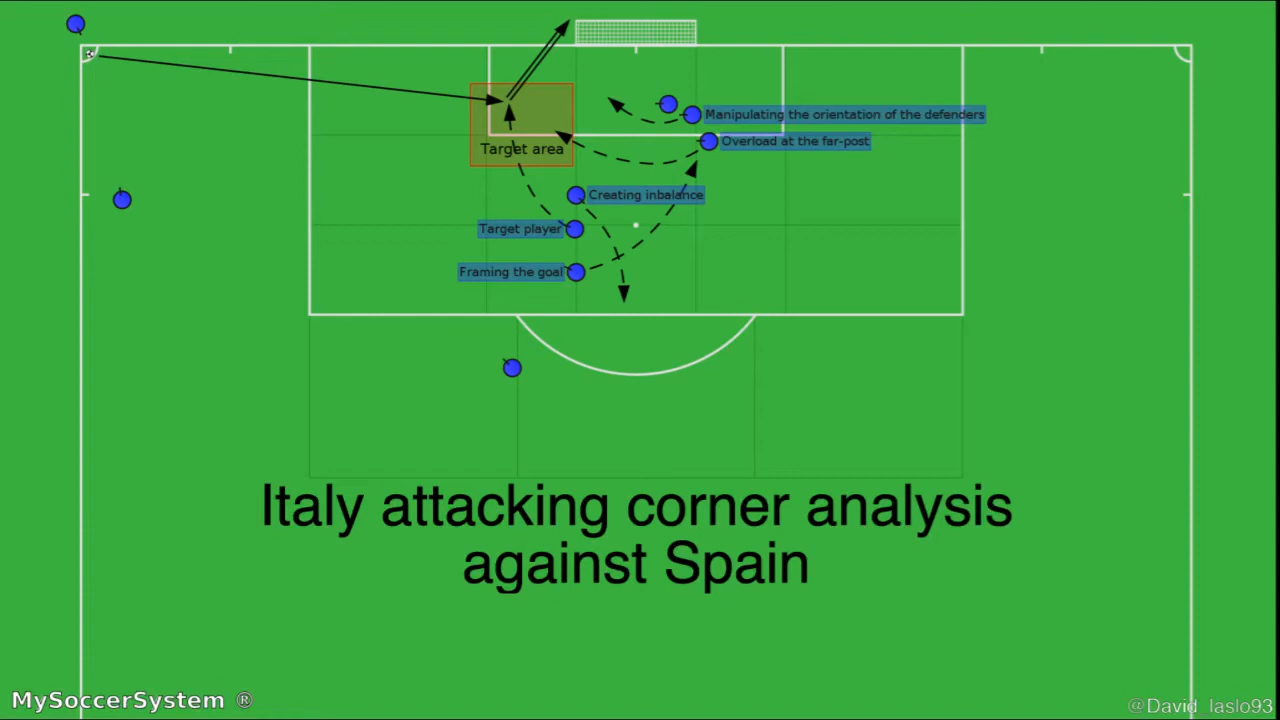 Manipulating the orientation of the defenders
Overload at the far-post
Target area
Creating inbalance
Target player
Framing the goal
Italy attacking corner analysis
against Spain
MySoccerSystem ®
@David_laslo93